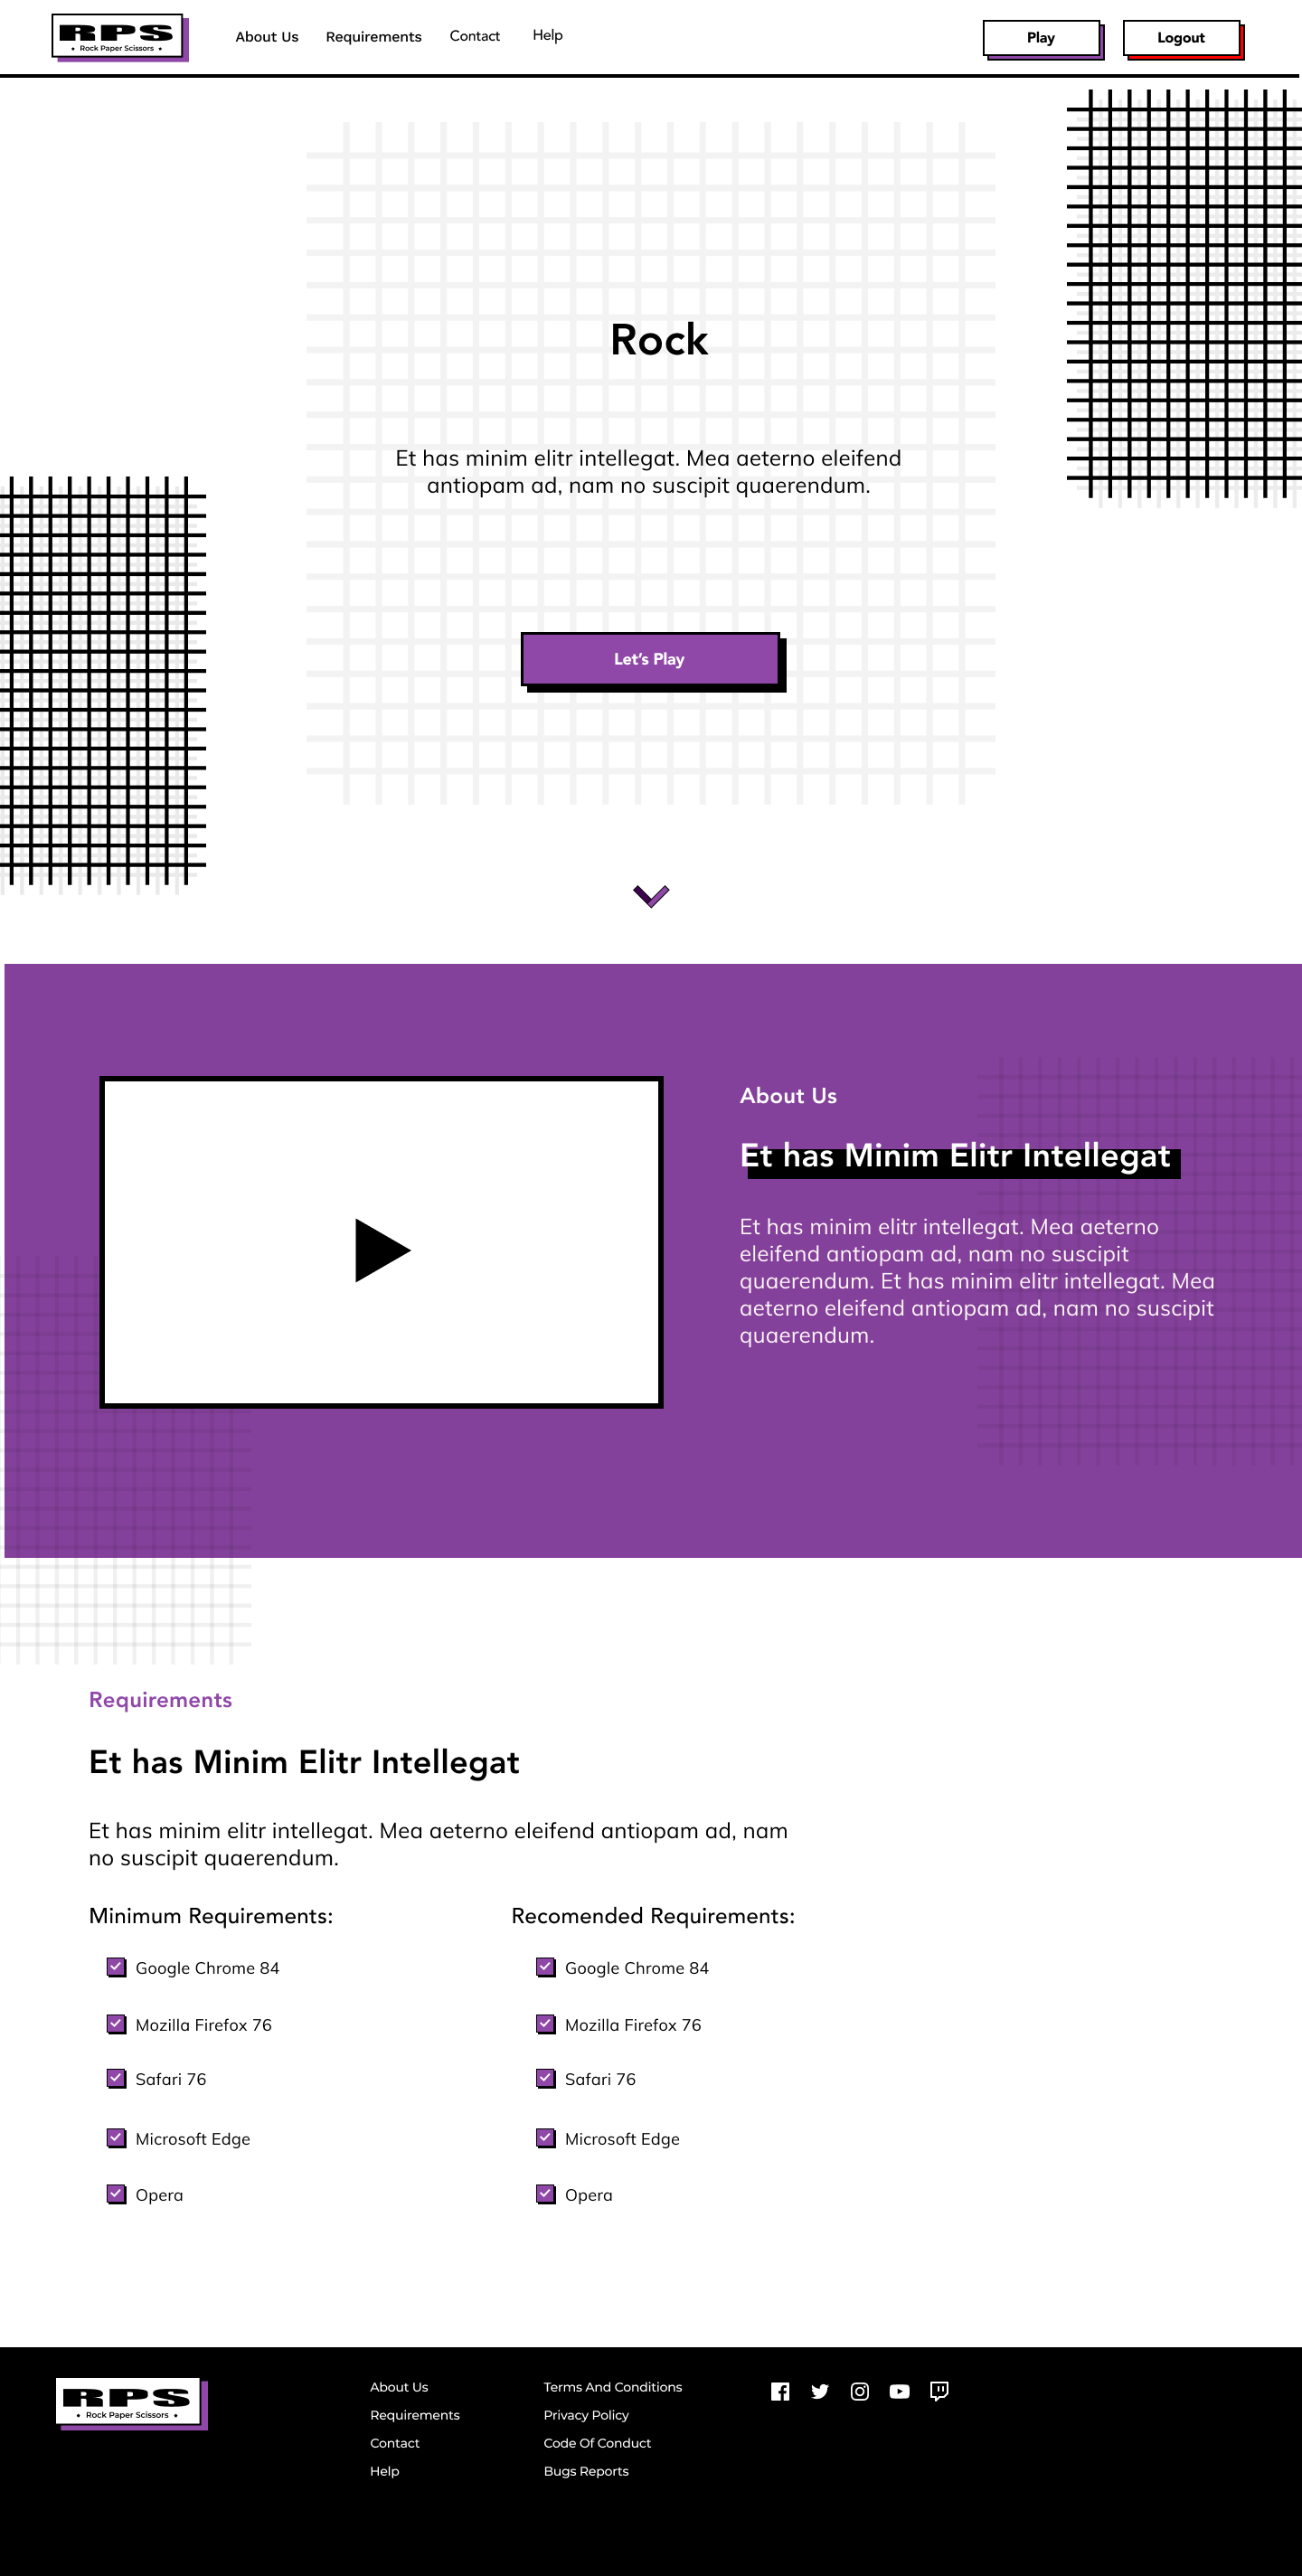 RPS
• Rock Paper Scissors •
About Us
Requirements
Contact
Help
Play
Logout
Rock
Et has minim elitr intellegat. Mea aeterno eleifend
antiopam ad, nam no suscipit quaerendum.
Let’s Play
About Us
Et has Minim Elitr Intellegat
Et has minim elitr intellegat. Mea aeterno
eleifend antiopam ad, nam no suscipit
quaerendum. Et has minim elitr intellegat. Mea
aeterno eleifend antiopam ad, nam no suscipit
quaerendum.
Requirements
Et has Minim Elitr Intellegat
Et has minim elitr intellegat. Mea aeterno eleifend antiopam ad, nam
no suscipit quaerendum.
Minimum Requirements:
Google Chrome 84
Mozilla Firefox 76
Safari 76
Microsoft Edge
Opera
Recomended Requirements:
Google Chrome 84
Mozilla Firefox 76
Safari 76
Microsoft Edge
Opera
RPS
• Rock Paper Scissors •
About Us
Requirements
Contact
Help
Terms And Conditions
Privacy Policy
Code Of Conduct
Bugs Reports